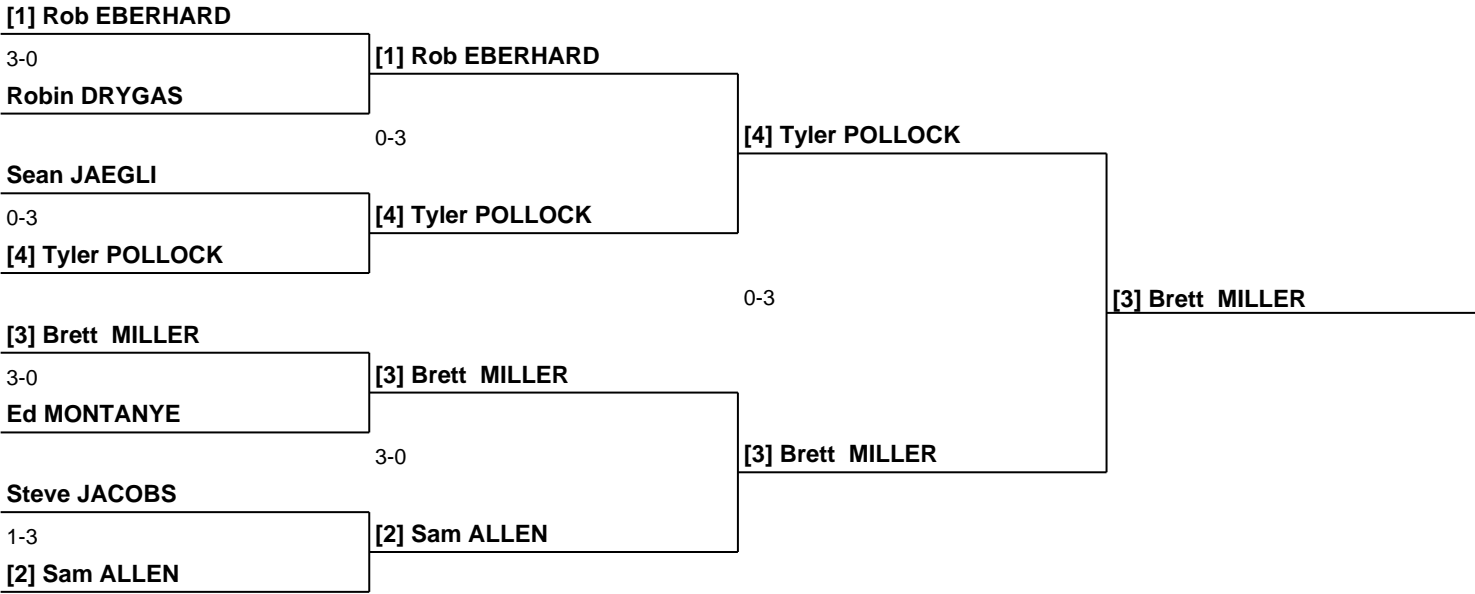 [1] Rob EBERHARD
3-0
[1] Rob EBERHARD
Robin DRYGAS
0-3
[4] Tyler POLLOCK
Sean JAEGLI
0-3
[4] Tyler POLLOCK
[4] Tyler POLLOCK
0-3
[3] Brett  MILLER
[3] Brett  MILLER
3-0
[3] Brett  MILLER
Ed MONTANYE
3-0
[3] Brett  MILLER
Steve JACOBS
1-3
[2] Sam ALLEN
[2] Sam ALLEN